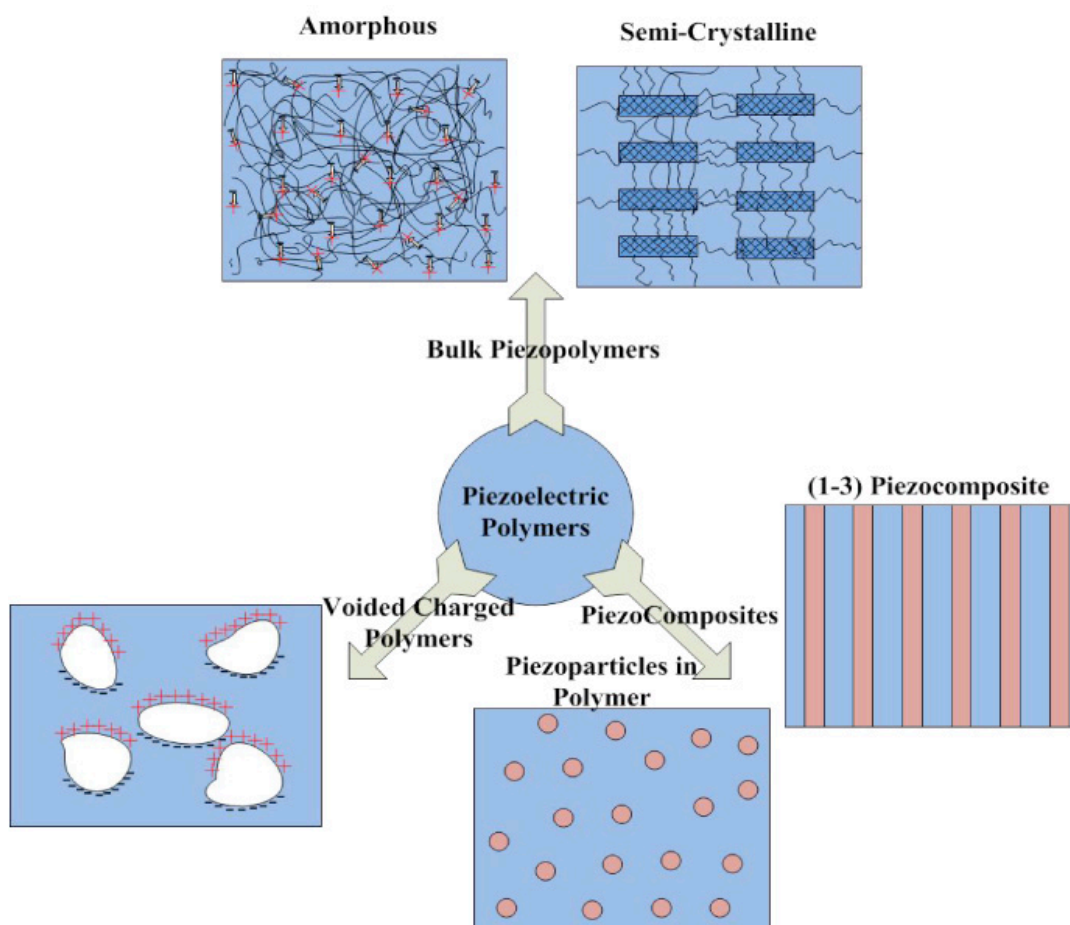 Amorphous
Semi-Crystalline
Bulk Piezopolymers
Piezoelectric
Polymers
(1-3) Piezocomposite
Voided Charged
Polymers
PiezoComposites
Piezoparticles in
Polymer